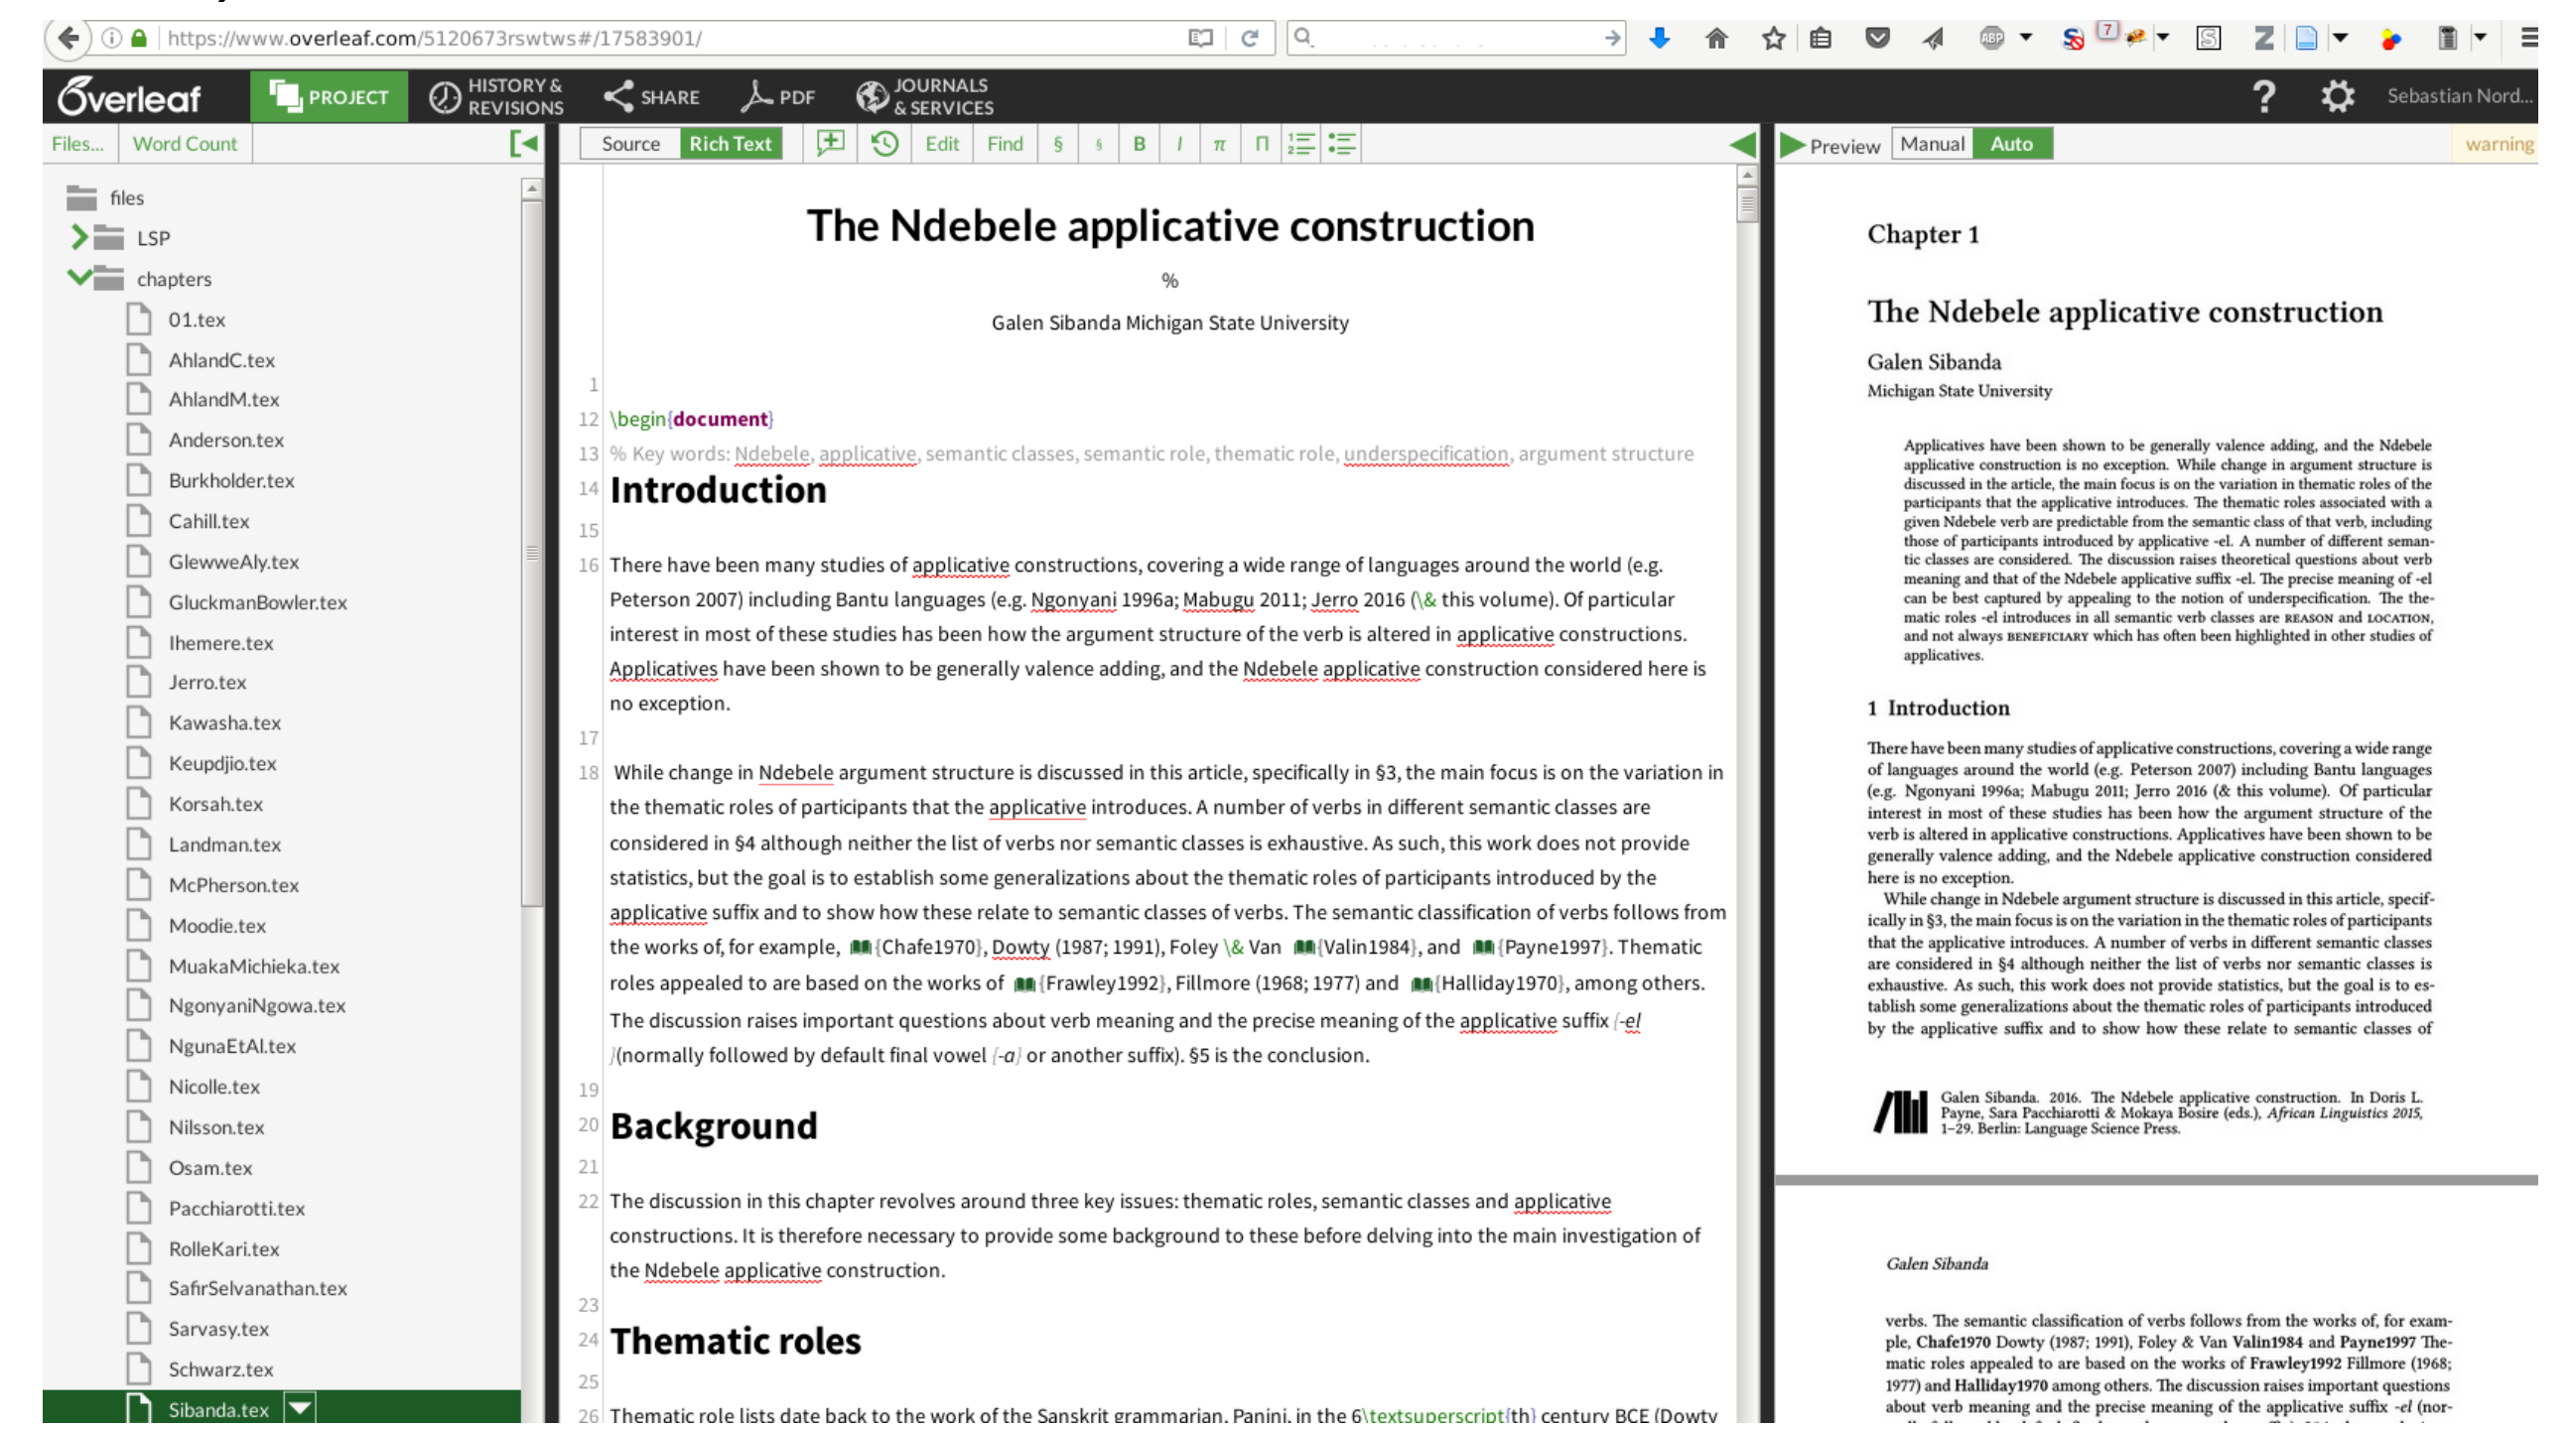 https://www.overleaf.com/5120673rswtws#/17583901/
ABP
7
S
Z
Overleaf
PROJECT
HISTORY &
REVISIONS
SHARE
PDF
JOURNALS
& SERVICES
?
Sebastian Nord...
Files...
Word Count
files
LSP
chapters
01.tex
AhlandC.tex
AhlandM.tex
Anderson.tex
Burkholder.tex
Cahill.tex
GlewweAly.tex
GluckmanBowler.tex
Ihemere.tex
Jerro.tex
Kawasha.tex
Keupdjio.tex
Korsah.tex
Landman.tex
McPherson.tex
Moodie.tex
MuakaMichieka.tex
NgonyaniNgowa.tex
NgunaEtAl.tex
Nicolle.tex
Nilsson.tex
Osam.tex
Pacchiarotti.tex
RolleKari.tex
SafirSelvanathan.tex
Sarvasy.tex
Schwarz.tex
Sibanda.tex
Source
Rich Text
Edit
Find
§
§
B
I
π
Π
The Ndebele applicative construction
%
Galen Sibanda Michigan State University
1
12 \begin{document}
13 % Key words: Ndebele, applicative, semantic classes, semantic role, thematic role, underspecification, argument structure
14 Introduction
15
16 There have been many studies of applicative constructions, covering a wide range of languages around the world (e.g.
Peterson 2007) including Bantu languages (e.g. Ngonyani 1996a; Mabugu 2011; Jerro 2016 (\& this volume). Of particular
interest in most of these studies has been how the argument structure of the verb is altered in applicative constructions.
Applicatives have been shown to be generally valence adding, and the Ndebele applicative construction considered here is
no exception.
17
18 While change in Ndebele argument structure is discussed in this article, specifically in §3, the main focus is on the variation in
the thematic roles of participants that the applicative introduces. A number of verbs in different semantic classes are
considered in §4 although neither the list of verbs nor semantic classes is exhaustive. As such, this work does not provide
statistics, but the goal is to establish some generalizations about the thematic roles of participants introduced by the
applicative suffix and to show how these relate to semantic classes of verbs. The semantic classification of verbs follows from
the works of, for example, {Chafe1970}, Dowty (1987; 1991), Foley \& Van {Valin1984}, and {Payne1997}. Thematic
roles appealed to are based on the works of {Frawley1992}, Fillmore (1968; 1977) and {Halliday1970}, among others.
The discussion raises important questions about verb meaning and the precise meaning of the applicative suffix {-el
}(normally followed by default final vowel {-a} or another suffix). §5 is the conclusion.
19
20 Background
21
22 The discussion in this chapter revolves around three key issues: thematic roles, semantic classes and applicative
constructions. It is therefore necessary to provide some background to these before delving into the main investigation of
the Ndebele applicative construction.
23
24 Thematic roles
25
26 Thematic role lists date back to the work of the Sanskrit grammarian, Panini, in the 6\textsuperscript{th} century BCE (Dowty
Preview
Manual
Auto
warning
Chapter 1
The Ndebele applicative construction
Galen Sibanda
Michigan State University
Applicatives have been shown to be generally valence adding, and the Ndebele
applicative construction is no exception. While change in argument structure is
discussed in the article, the main focus is on the variation in thematic roles of the
participants that the applicative introduces. The thematic roles associated with a
given Ndebele verb are predictable from the semantic class of that verb, including
those of participants introduced by applicative -el. A number of different seman-
tic classes are considered. The discussion raises theoretical questions about verb
meaning and that of the Ndebele applicative suffix -el. The precise meaning of -el
can be best captured by appealing to the notion of underspecification. The the-
matic roles -el introduces in all semantic verb classes are REASON and LOCATION,
and not always BENEFICIARY which has often been highlighted in other studies of
applicatives.
1 Introduction
There have been many studies of applicative constructions, covering a wide range
of languages around the world (e.g. Peterson 2007) including Bantu languages
(e.g. Ngonyani 1996a; Mabugu 2011; Jerro 2016 (& this volume). Of particular
interest in most of these studies has been how the argument structure of the
verb is altered in applicative constructions. Applicatives have been shown to be
generally valence adding, and the Ndebele applicative construction considered
here is no exception.
While change in Ndebele argument structure is discussed in this article, specif-
ically in §3, the main focus is on the variation in the thematic roles of participants
that the applicative introduces. A number of verbs in different semantic classes
are considered in §4 although neither the list of verbs nor semantic classes is
exhaustive. As such, this work does not provide statistics, but the goal is to es-
tablish some generalizations about the thematic roles of participants introduced
by the applicative suffix and to show how these relate to semantic classes of
Galen Sibanda. 2016. The Ndebele applicative construction. In Doris L.
Payne, Sara Pacchiarotti & Mokaya Bosire (eds.), African Linguistics 2015,
1–29. Berlin: Language Science Press.
Galen Sibanda
verbs. The semantic classification of verbs follows from the works of, for exam-
ple, Chafe1970 Dowty (1987; 1991), Foley & Van Valin1984 and Payne1997 The-
matic roles appealed to are based on the works of Frawley1992 Fillmore (1968;
1977) and Halliday1970 among others. The discussion raises important questions
about verb meaning and the precise meaning of the applicative suffix -el (nor-